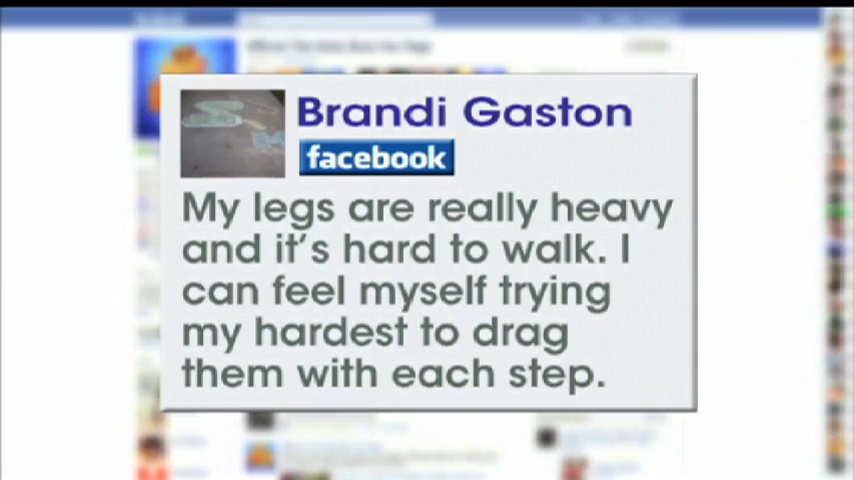 Brandi Gaston
facebook
My legs are really heavy
and it's hard to walk. I
can feel myself trying
my hardest to drag
them with each step.